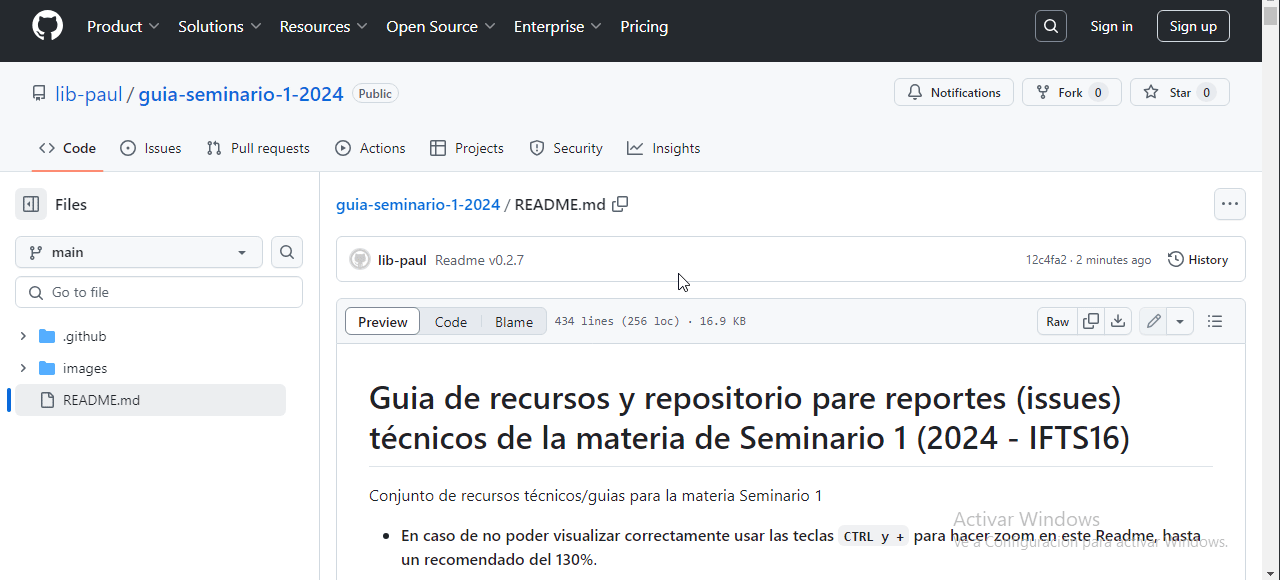 Product Solutions Resources Open Source Enterprise Pricing Sign in Sign up
lib-paul / guia-seminario-1-2024 Public Notifications Fork 0 Star 0
Code Issues Pull requests Actions Projects Security Insights
Files
main
Go to file
.github
images
README.md
guia-seminario-1-2024 / README.md
lib-paul Readme v0.2.7 12c4fa2 · 2 minutes ago History
Preview Code Blame 434 lines (256 loc) · 16.9 KB Raw
Guia de recursos y repositorio pare reportes (issues)
técnicos de la materia de Seminario 1 (2024 - IFTS16)
Conjunto de recursos técnicos/guias para la materia Seminario 1
En caso de no poder visualizar correctamente usar las teclas CTRL y + para hacer zoom en este Readme, hasta
un recomendado del 130%.
Activar Windows
Ve a Configuración para activar Windows.